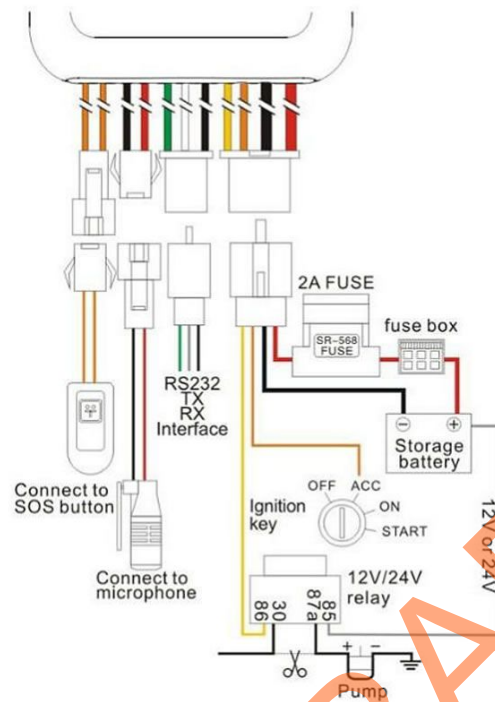 2A FUSE
SR-568
FUSE
fuse box
RS232
TX
RX
Interface
Storage
battery
OFF
ACC
ON
START
Ignition
key
Connect to
SOS button
12V or 24V
Connect to
microphone
12V/24V
relay
86
30
87a
85
Pump